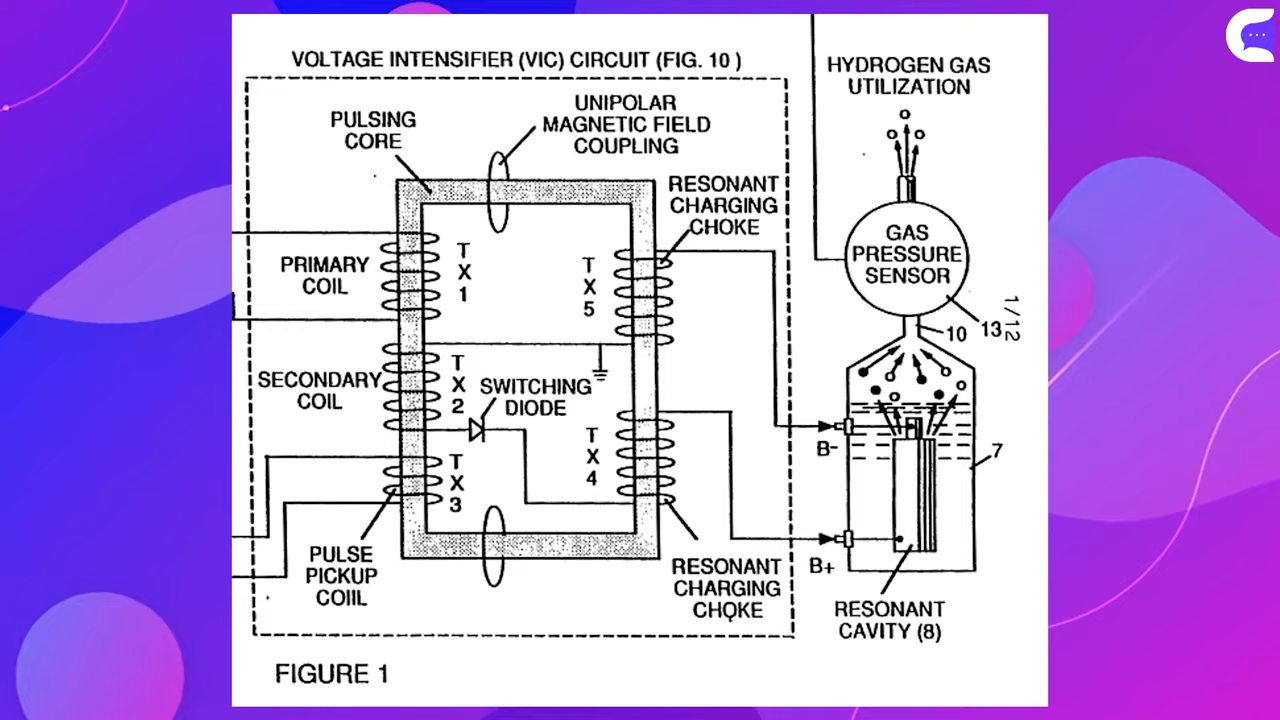 VOLTAGE INTENSIFIER (VIC) CIRCUIT (FIG. 10 )
HYDROGEN GAS
UTILIZATION
UNIPOLAR
MAGNETIC FIELD
COUPLING
PULSING
CORE
RESONANT
CHARGING
CHOKE
GAS
PRESSURE
SENSOR
PRIMARY
COIL
T
X
1
T
X
5
10
13
1/12
SECONDARY
COIL
T
X
2
SWITCHING
DIODE
T
X
4
B-
7
T
X
3
PULSE
PICKUP
COIIL
RESONANT
CHARGING
CHOKE
B+
RESONANT
CAVITY (8)
FIGURE 1